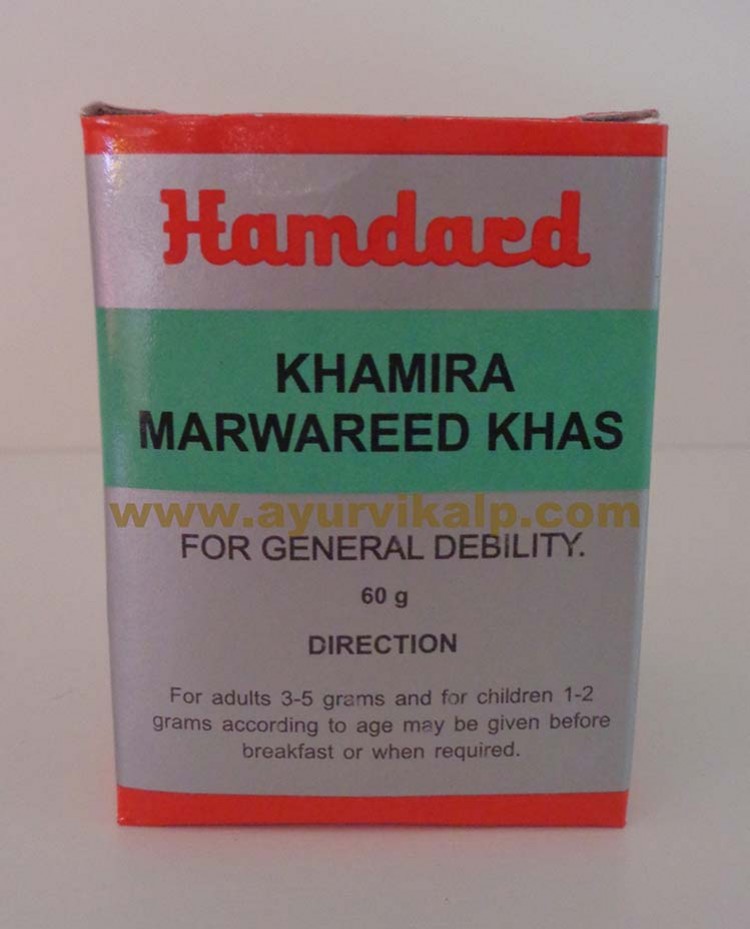 Hamdard
KHAMIRA
MARWAREED KHAS
www.ayurvikalp.com
FOR GENERAL DEBILITY.
60 g
DIRECTION
For adults 3-5 grams and for children 1-2
grams according to age may be given before
breakfast or when required.